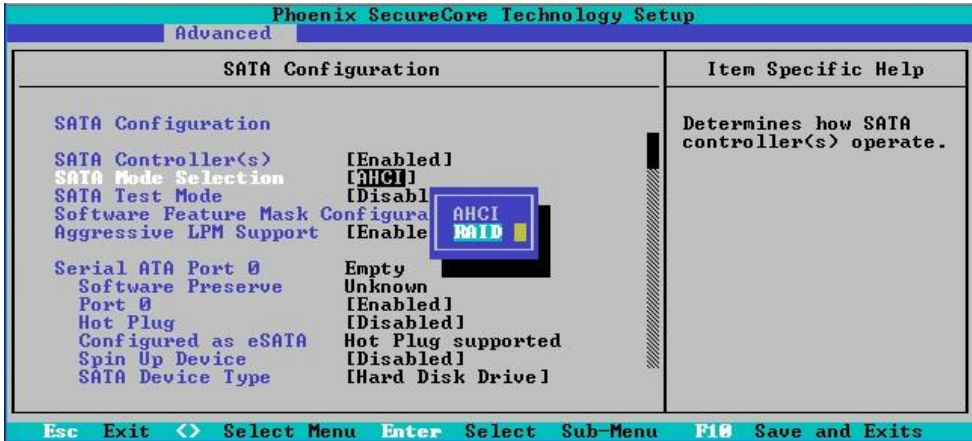 Phoenix SecureCore Technology Setup
Advanced
SATA Configuration
Item Specific Help
SATA Configuration
Determines how SATA
controller(s) operate.
SATA Controller(s) [Enabled]
SATA Mode Selection [AHCI]
SATA Test Mode [Disabl
Software Feature Mask Configura
Aggressive LPM Support [Enable
AHCI
RAID
Serial ATA Port 0 Empty
Software Preserve Unknown
Port 0 [Enabled]
Hot Plug [Disabled]
Configured as eSATA Hot Plug supported
Spin Up Device [Disabled]
SATA Device Type [Hard Disk Drive]
Esc Exit <> Select Menu Enter Select Sub-Menu F10 Save and Exits